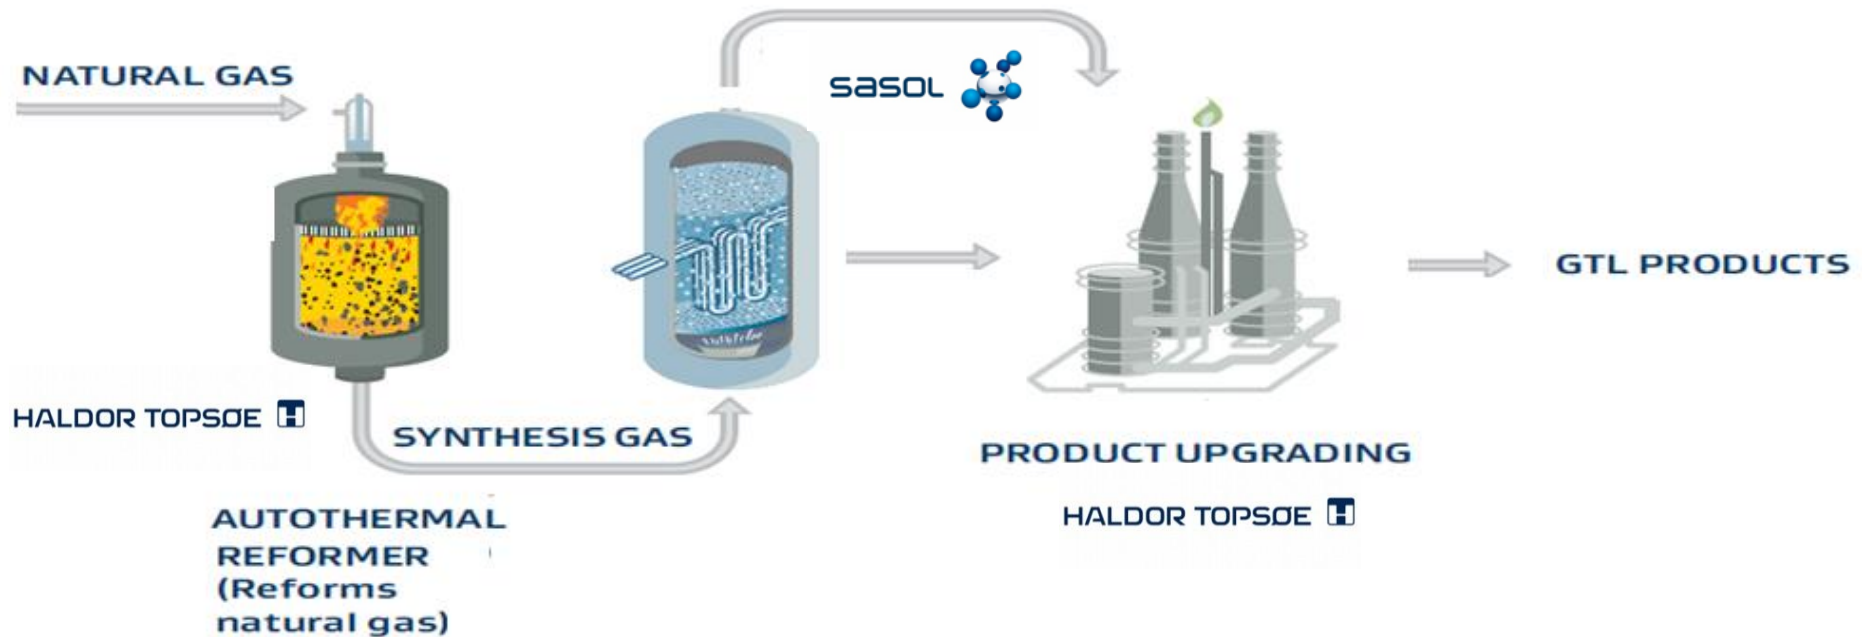 NATURAL GAS
sasol
GTL PRODUCTS
HALDOR TOPSØE H
SYNTHESIS GAS
PRODUCT UPGRADING
HALDOR TOPSØE H
AUTOTHERMAL
REFORMER
(Reforms
natural gas)